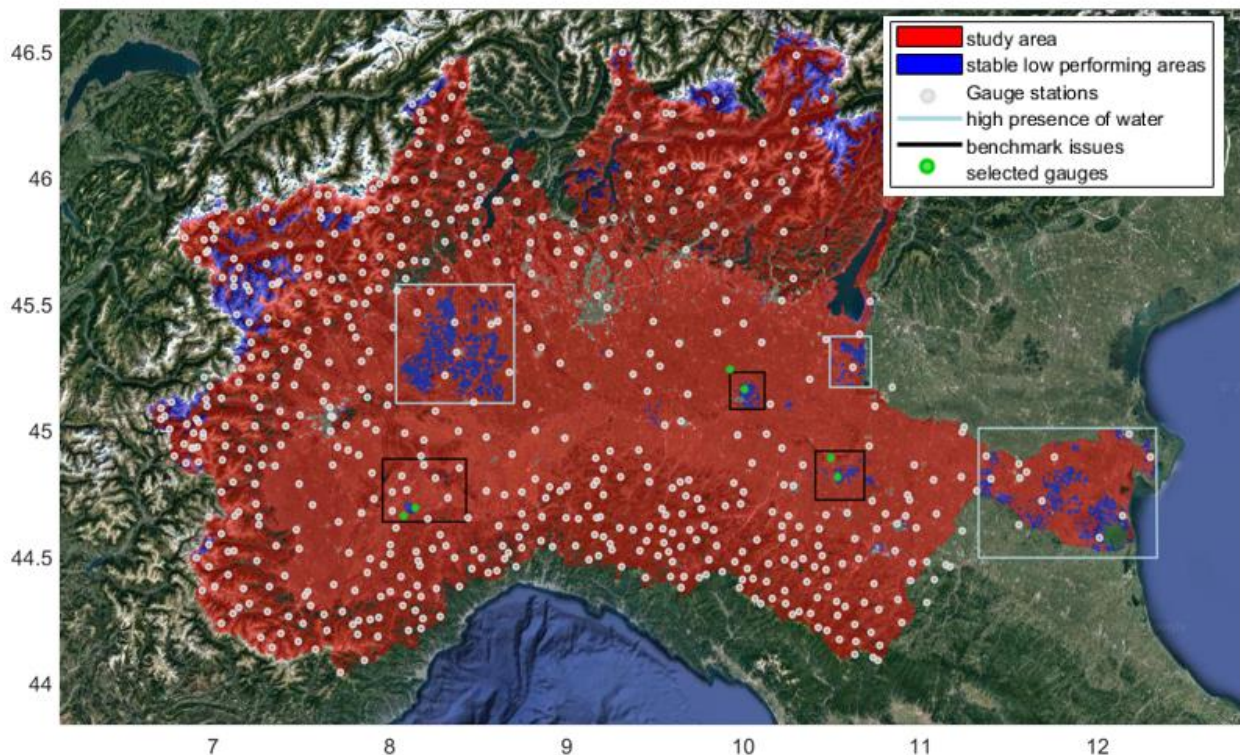 study area
stable low performing areas
Gauge stations
high presence of water
benchmark issues
selected gauges
46.5
46
45.5
45
44.5
44
7
8
9
10
11
12